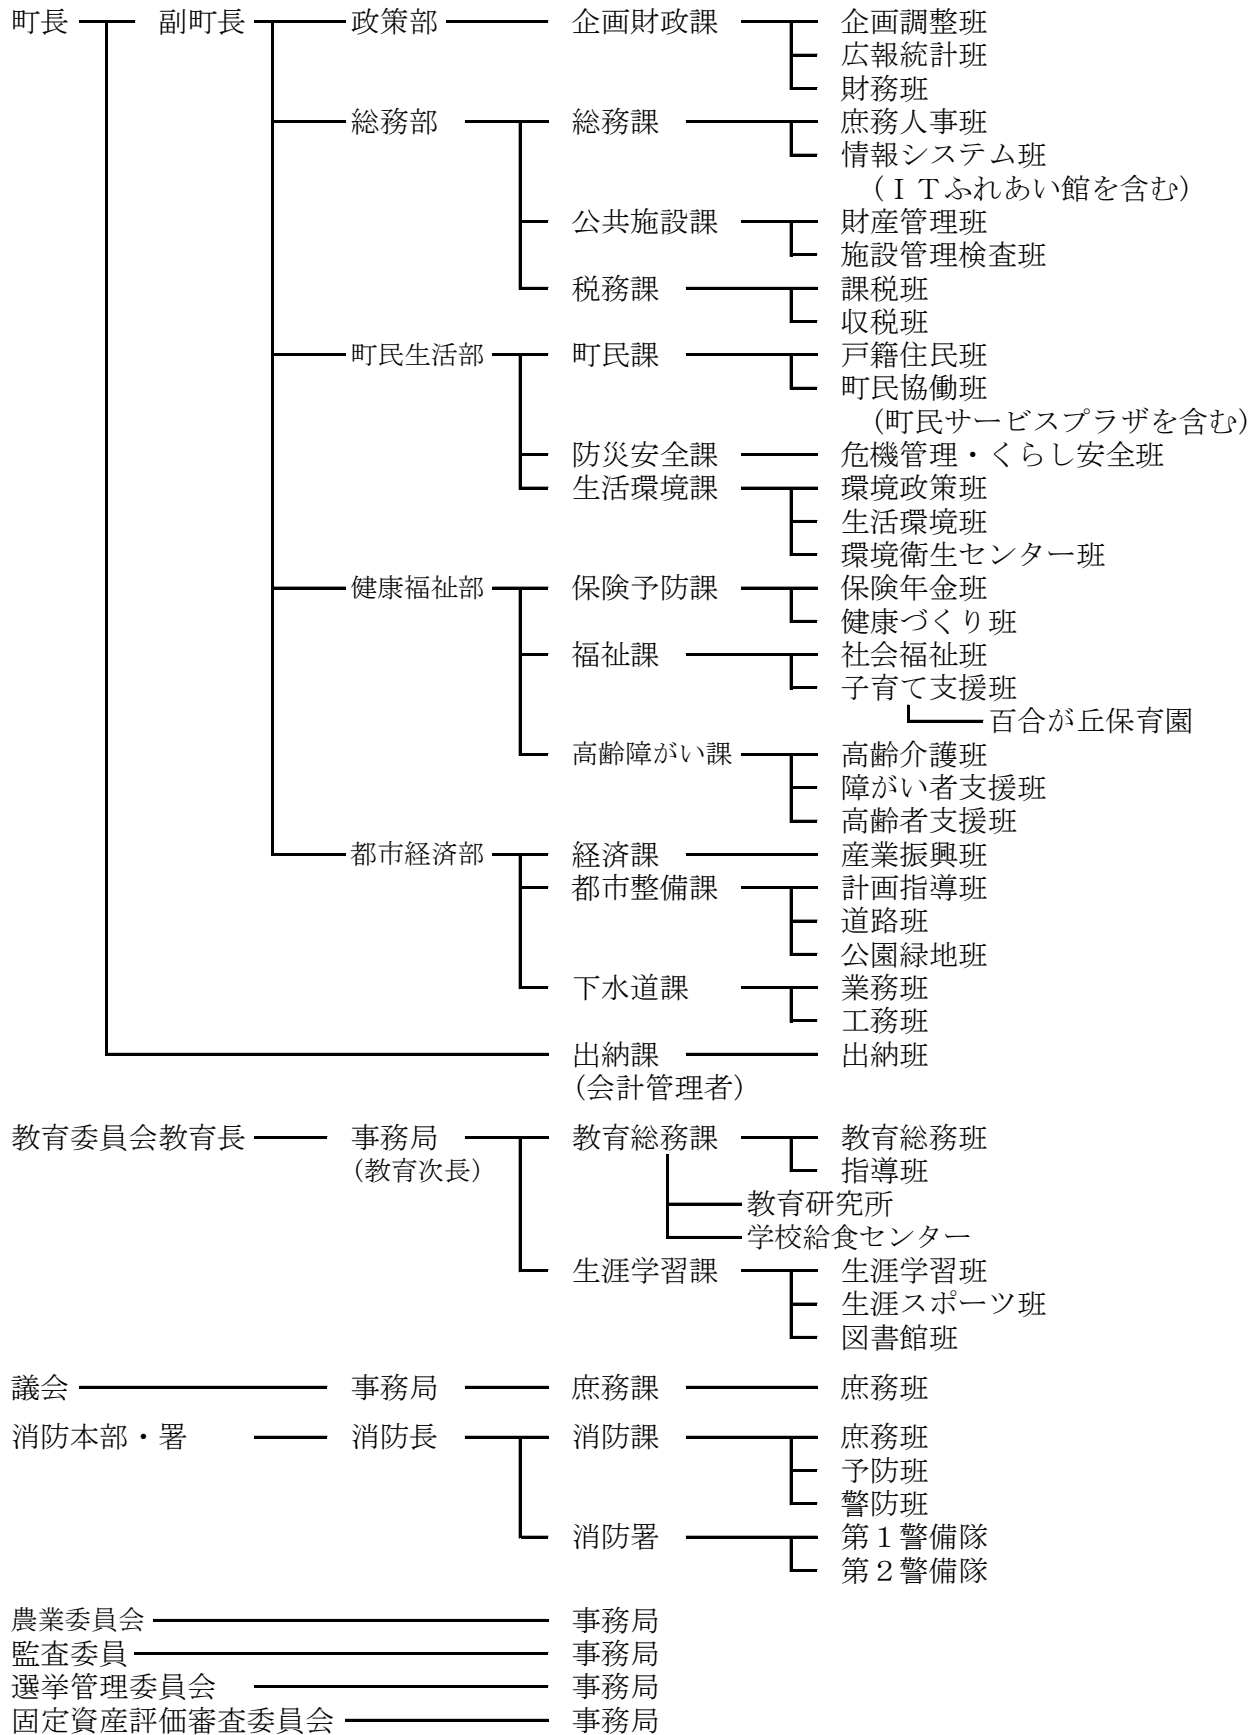 町長 副町長 政策部 企画財政課 企画調整班
広報統計班
財務班
総務部 総務課 庶務人事班
情報システム班
（ＩＴふれあい館を含む）
公共施設課 財産管理班
施設管理検査班
税務課 課税班
収税班
町民生活部 町民課 戸籍住民班
町民協働班
（町民サービスプラザを含む）
防災安全課 危機管理・くらし安全班
生活環境課 環境政策班
生活環境班
環境衛生センター班
健康福祉部 保険予防課 保険年金班
健康づくり班
福祉課 社会福祉班
子育て支援班
百合が丘保育園
高齢障がい課 高齢介護班
障がい者支援班
高齢者支援班
都市経済部 経済課 産業振興班
都市整備課 計画指導班
道路班
公園緑地班
下水道課 業務班
工務班
出納課 出納班
（会計管理者）
教育委員会教育長 事務局 教育総務課 教育総務班
（教育次長） 指導班
教育研究所
学校給食センター
生涯学習課 生涯学習班
生涯スポーツ班
図書館班
議会 事務局 庶務課 庶務班
消防本部・署 消防長 消防課 庶務班
予防班
警防班
消防署 第１警備隊
第２警備隊
農業委員会 事務局
監査委員 事務局
選挙管理委員会 事務局
固定資産評価審査委員会 事務局